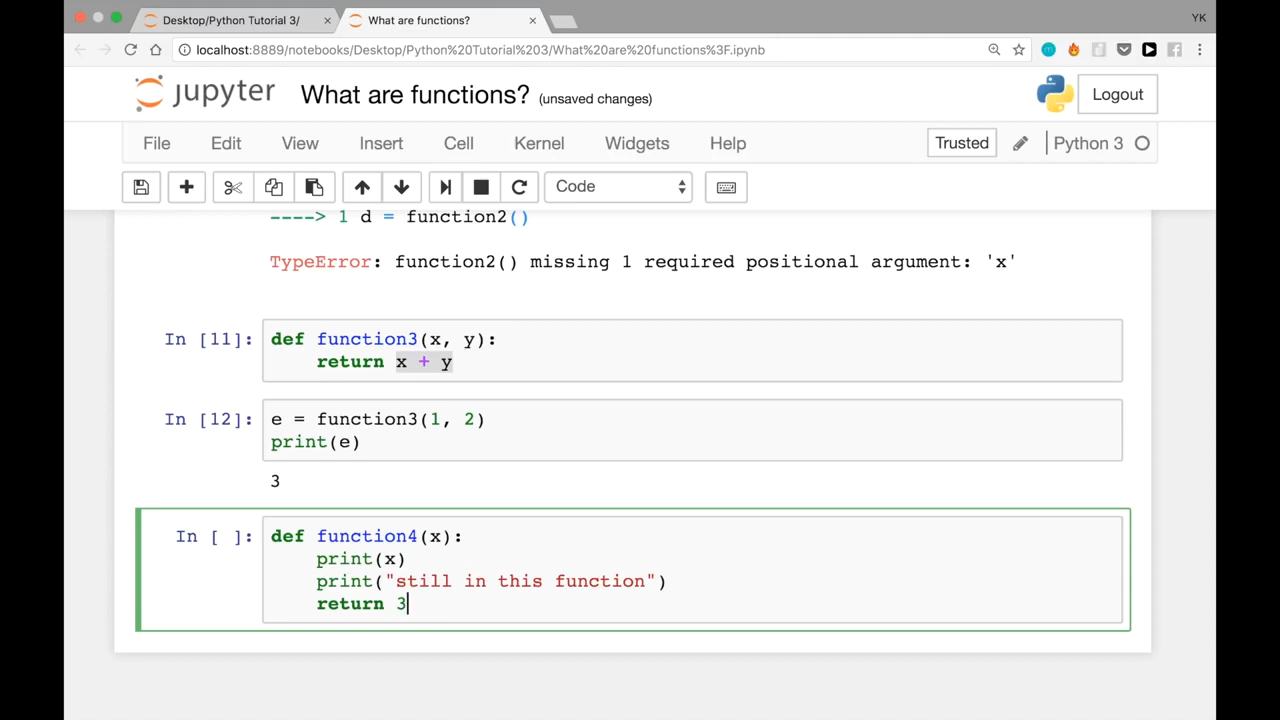 Desktop/Python Tutorial 3/
What are functions?
YK
localhost:8889/notebooks/Desktop/Python%20Tutorial%203/What%20are%20functions%3F.ipynb
jupyter What are functions? (unsaved changes)
Logout
File Edit View Insert Cell Kernel Widgets Help
Trusted
Python 3
Code
----> 1 d = function2()
TypeError: function2() missing 1 required positional argument: 'x'
In [11]: def function3(x, y):
return x + y
In [12]: e = function3(1, 2)
print(e)
3
In [ ]: def function4(x):
print(x)
print("still in this function")
return 3